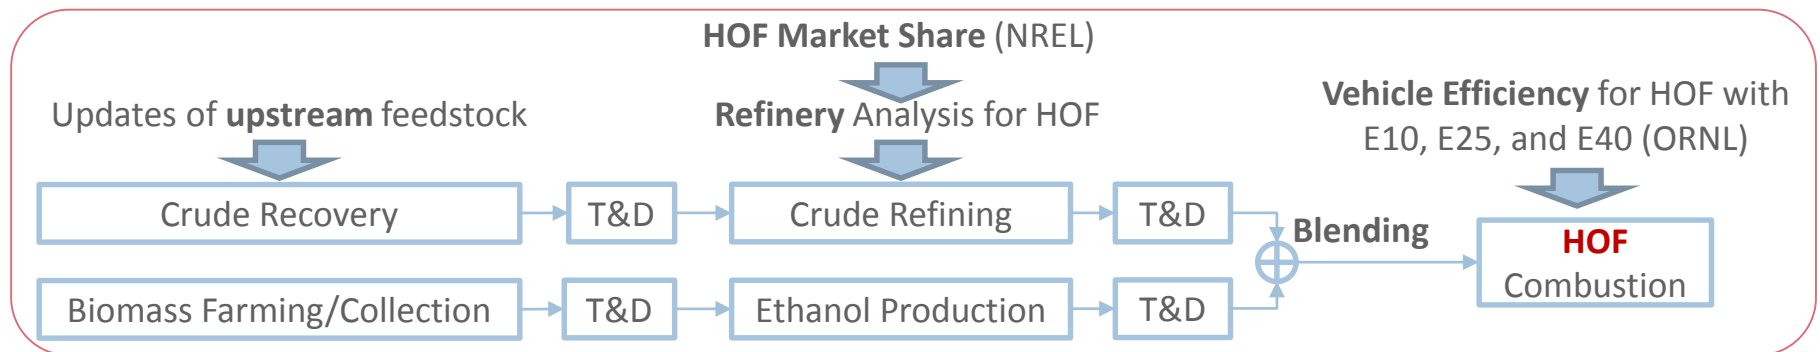 HOF Market Share (NREL)
Updates of upstream feedstock
Refinery Analysis for HOF
Vehicle Efficiency for HOF with
E10, E25, and E40 (ORNL)
Crude Recovery
T&D
Crude Refining
T&D
Blending
HOF
Combustion
Biomass Farming/Collection
T&D
Ethanol Production
T&D